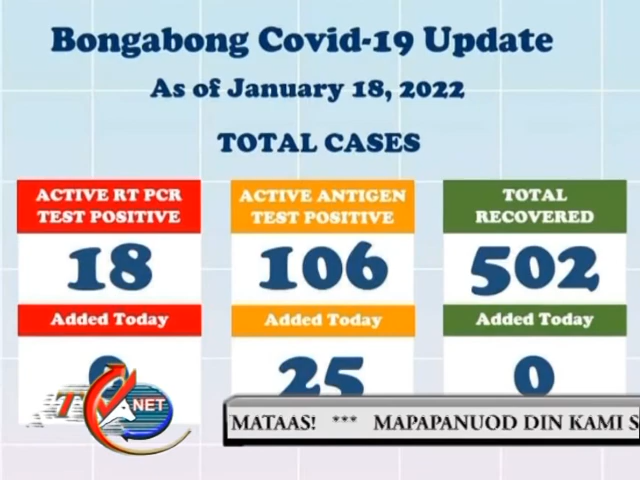 Bongabong Covid-19 Update
As of January 18, 2022
TOTAL CASES
ACTIVE RT PCR
TEST POSITIVE
18
Added Today
ACTIVE ANTIGEN
TEST POSITIVE
106
Added Today
25
TOTAL
RECOVERED
502
Added Today
0
NET
MATAAS! *** MAPAPANUOD DIN KAMI S